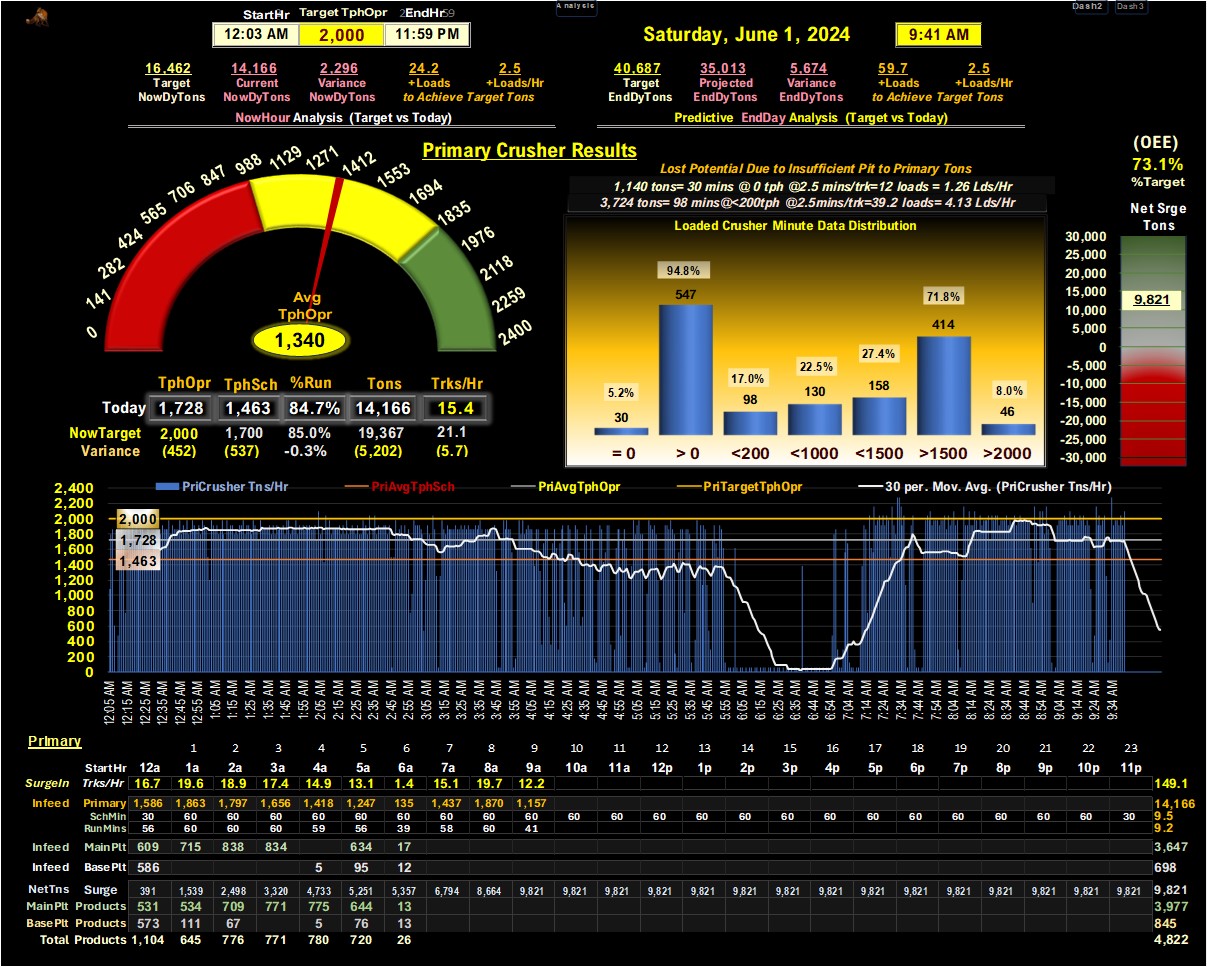 Analysis
Dash2 Dash3
StartHr Target TphOpr EndHr
12:03 AM 2,000 11:59 PM
Saturday, June 1, 2024 9:41 AM
16,462 14,166 2,296 24.2 2.5
Target Current Variance +Loads +Loads/Hr
NowDyTons NowDyTons NowDyTons to Achieve Target Tons
NowHour Analysis (Target vs Today)
40,687 35,013 5,674 59.7 2.5
Target Projected Variance +Loads +Loads/Hr
EndDyTons EndDyTons EndDyTons to Achieve Target Tons
Predictive EndDay Analysis (Target vs Today)
Primary Crusher Results
0 141 282 424 565 706 847 988 1129 1271 1412 1553 1694 1835 1976 2118 2259 2400
Avg
TphOpr
1,340
TphOpr TphSch %Run Tons Trks/Hr
Today 1,728 1,463 84.7% 14,166 15.4
NowTarget 2,000 1,700 85.0% 19,367 21.1
Variance (452) (537) -0.3% (5,202) (5.7)
Lost Potential Due to Insufficient Pit to Primary Tons
1,140 tons= 30 mins @ 0 tph @2.5 mins/trk=12 loads = 1.26 Lds/Hr
3,724 tons= 98 mins@<200tph @2.5mins/trk=39.2 loads= 4.13 Lds/Hr
Loaded Crusher Minute Data Distribution
5.2% 94.8% 17.0% 22.5% 27.4% 71.8% 8.0%
30 547 98 130 158 414 46
= 0 > 0 <200 <1000 <1500 >1500 >2000
(OEE)
73.1%
%Target
Net Srge
Tons
30,000
25,000
20,000
15,000
10,000
5,000
0
-5,000
-10,000
-15,000
-20,000
-25,000
-30,000
9,821
PriCrusher Tns/Hr PriAvgTphSch PriAvgTphOpr PriTargetTphOpr 30 per. Mov. Avg. (PriCrusher Tns/Hr)
2,400
2,200
2,000
1,800
1,600
1,400
1,200
1,000
800
600
400
200
0
2,000
1,728
1,463
12:05 AM 12:15 AM 12:25 AM 12:35 AM 12:45 AM 12:55 AM 1:05 AM 1:15 AM 1:25 AM 1:35 AM 1:45 AM 1:55 AM 2:05 AM 2:15 AM 2:25 AM 2:35 AM 2:45 AM 2:55 AM 3:05 AM 3:15 AM 3:25 AM 3:35 AM 3:45 AM 3:55 AM 4:05 AM 4:15 AM 4:25 AM 4:35 AM 4:45 AM 4:55 AM 5:05 AM 5:15 AM 5:25 AM 5:35 AM 5:45 AM 5:55 AM 6:05 AM 6:15 AM 6:25 AM 6:34 AM 6:44 AM 6:54 AM 7:04 AM 7:14 AM 7:24 AM 7:34 AM 7:44 AM 7:54 AM 8:04 AM 8:14 AM 8:24 AM 8:34 AM 8:44 AM 8:54 AM 9:04 AM 9:14 AM 9:24 AM 9:34 AM
Primary
1 2 3 4 5 6 7 8 9 10 11 12 13 14 15 16 17 18 19 20 21 22 23
StartHr 12a 1a 2a 3a 4a 5a 6a 7a 8a 9a 10a 11a 12p 1p 2p 3p 4p 5p 6p 7p 8p 9p 10p 11p
SurgeIn Trks/Hr 16.7 19.6 18.9 17.4 14.9 13.1 1.4 15.1 19.7 12.2 149.1
Infeed Primary 1,586 1,863 1,797 1,656 1,418 1,247 135 1,437 1,870 1,157 14,166
SchMin 30 60 60 60 60 60 60 60 60 60 60 60 60 60 60 60 60 60 60 60 60 60 60 30 9.5
RunMins 56 60 60 60 59 56 39 58 60 41 9.2
Infeed MainPlt 609 715 838 834 634 17 3,647
Infeed BasePlt 586 5 95 12 698
NetTns Surge 391 1,539 2,498 3,320 4,733 5,251 5,357 6,794 8,664 9,821 9,821 9,821 9,821 9,821 9,821 9,821 9,821 9,821 9,821 9,821 9,821 9,821 9,821 9,821 9,821
MainPlt Products 531 534 709 771 775 644 13 3,977
BasePlt Products 573 111 67 5 76 13 845
Total Products 1,104 645 776 771 780 720 26 4,822